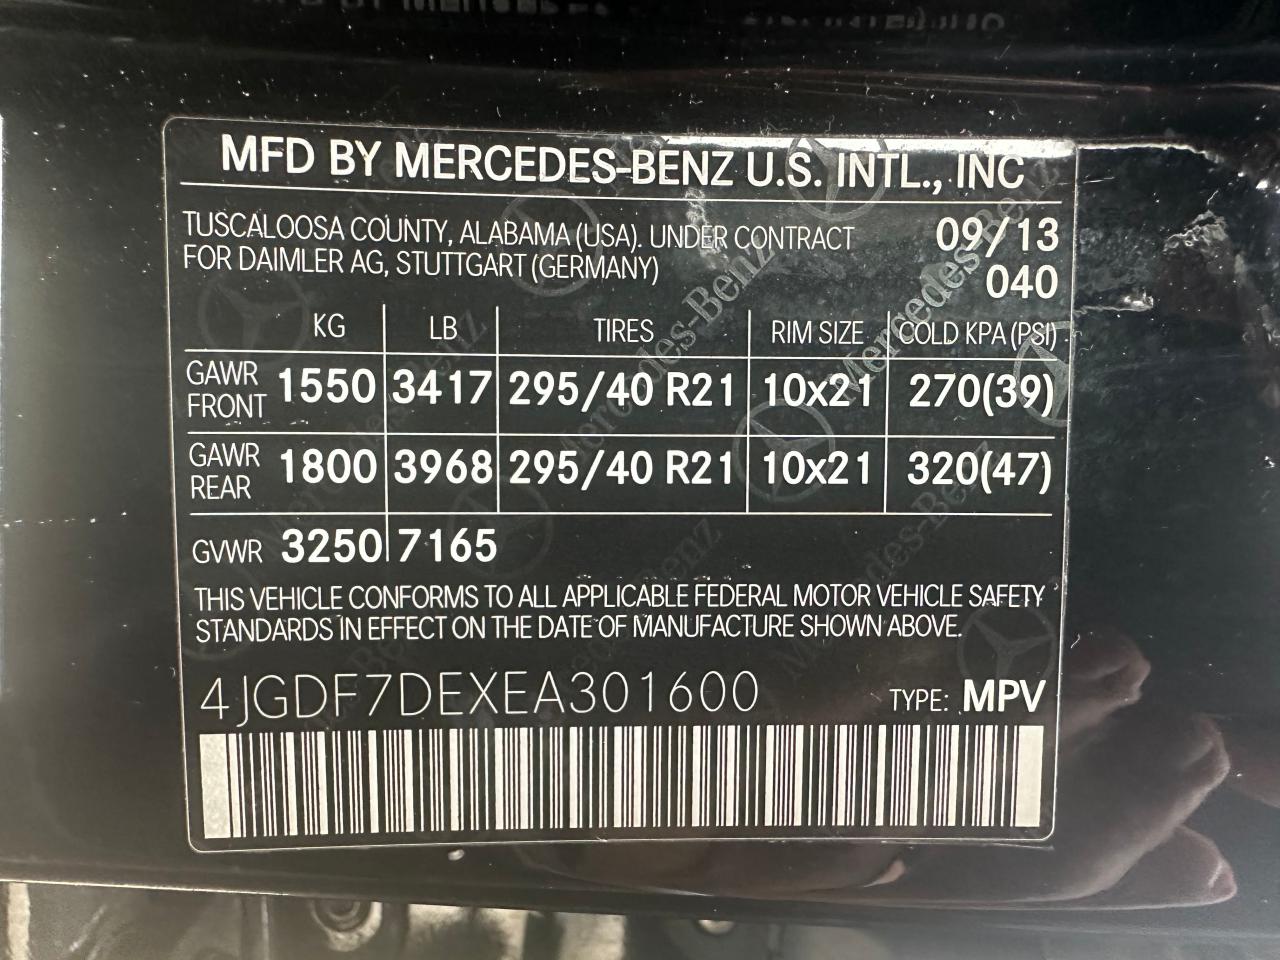 MFD BY MERCEDES-BENZ U.S. INTL., INC
TUSCALOOSA COUNTY, ALABAMA (USA). UNDER CONTRACT 09/13
FOR DAIMLER AG, STUTTGART (GERMANY) 040
KG LB TIRES RIM SIZE COLD KPA (PSI)
GAWR FRONT 1550 3417 295/40 R21 10x21 270(39)
GAWR REAR 1800 3968 295/40 R21 10x21 320(47)
GVWR 3250 7165
THIS VEHICLE CONFORMS TO ALL APPLICABLE FEDERAL MOTOR VEHICLE SAFETY
STANDARDS IN EFFECT ON THE DATE OF MANUFACTURE SHOWN ABOVE.
4JGDF7DEXEA301600 TYPE: MPV